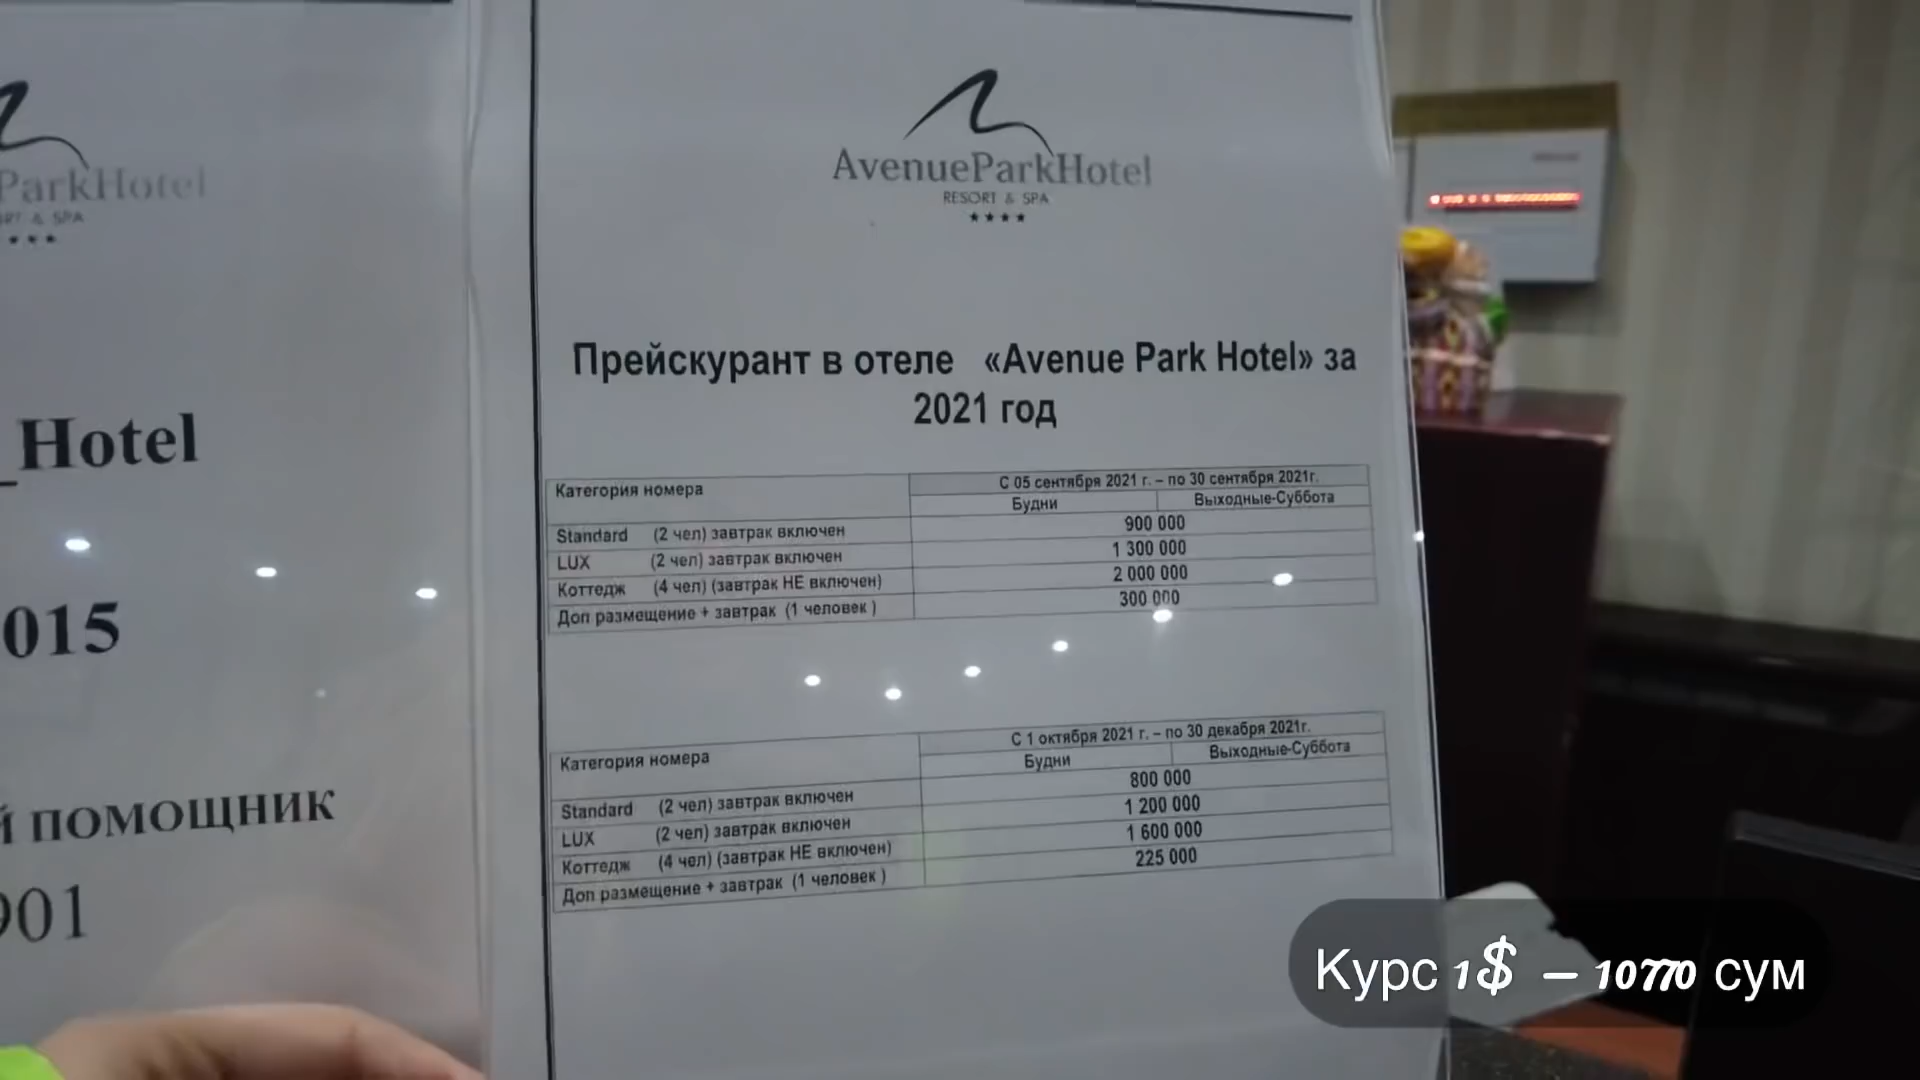 ParkHotel
RT & SPA
_Hotel
015
й помощник
901
AvenueParkHotel
RESORT & SPA
★★★★
Прейскурант в отеле «Avenue Park Hotel» за
2021 год
Категория номера
С 05 сентября 2021 г. – по 30 сентября 2021г.
Будни Выходные-Суббота
Standard (2 чел) завтрак включен 900 000
LUX (2 чел) завтрак включен 1 300 000
Коттедж (4 чел) (завтрак НЕ включен) 2 000 000
Доп размещение + завтрак (1 человек ) 300 000
Категория номера
С 1 октября 2021 г. – по 30 декабря 2021г.
Будни Выходные-Суббота
Standard (2 чел) завтрак включен 800 000
LUX (2 чел) завтрак включен 1 200 000
Коттедж (4 чел) (завтрак НЕ включен) 1 600 000
Доп размещение + завтрак (1 человек ) 225 000
Курс 1$ – 10770 сум